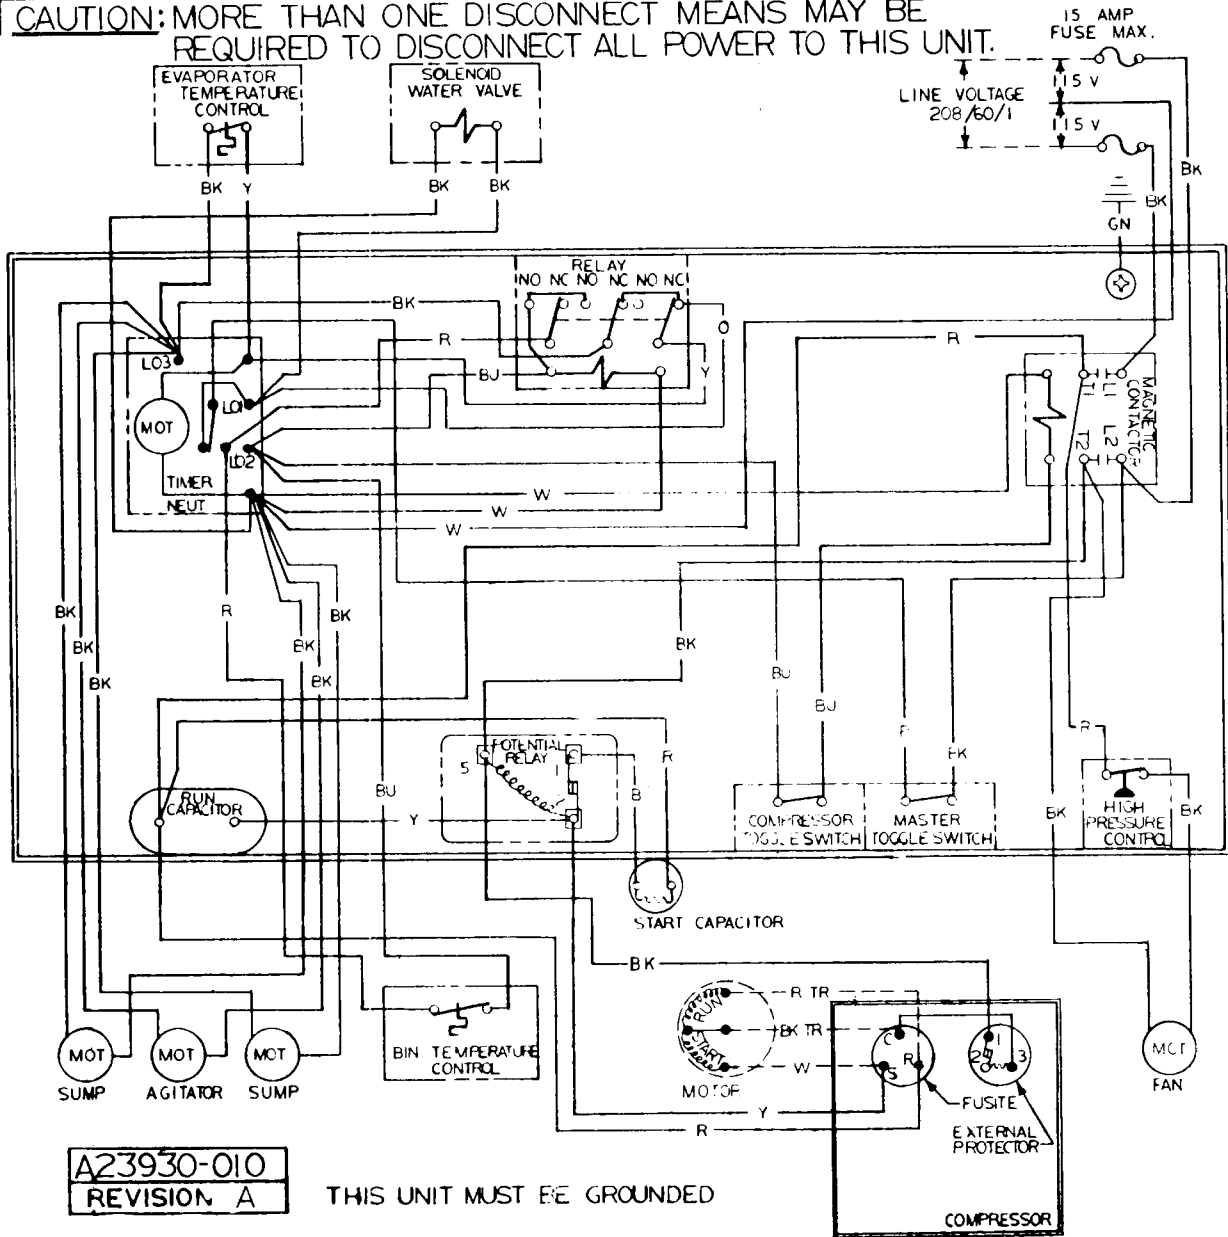 CAUTION: MORE THAN ONE DISCONNECT MEANS MAY BE
REQUIRED TO DISCONNECT ALL POWER TO THIS UNIT.
15 AMP
FUSE MAX.
EVAPORATOR
TEMPERATURE
CONTROL
SOLENOID
WATER VALVE
LINE VOLTAGE
208/60/1
115 V
115 V
BK
BK
BK
Y
BK
BK
GN
RELAY
NO NC NO NC NO NC
BK
R
BU
O
Y
R
LO3
LO1
LO2
MOT
TIMER
NEUT
W
W
W
T1
L1
T2
L2
MAGNETIC
CONTACTOR
BK
BK
BK
R
BK
BK
BK
BK
BU
BU
R
BK
R
BK
BK
RUN
CAPACITOR
Y
BU
5
POTENTIAL
RELAY
R
B
COMPRESSOR
TOGGLE SWITCH
MASTER
TOGGLE SWITCH
HIGH
PRESSURE
CONTROL
START CAPACITOR
BK
MOT
SUMP
MOT
AGITATOR
MOT
SUMP
BIN TEMPERATURE
CONTROL
RUN
START
MOTOR
R TR
BK TR
W
C
R
S
1
2
3
FUSITE
EXTERNAL
PROTECTOR
Y
R
COMPRESSOR
MOT
FAN
A23930-010
REVISION A
THIS UNIT MUST BE GROUNDED